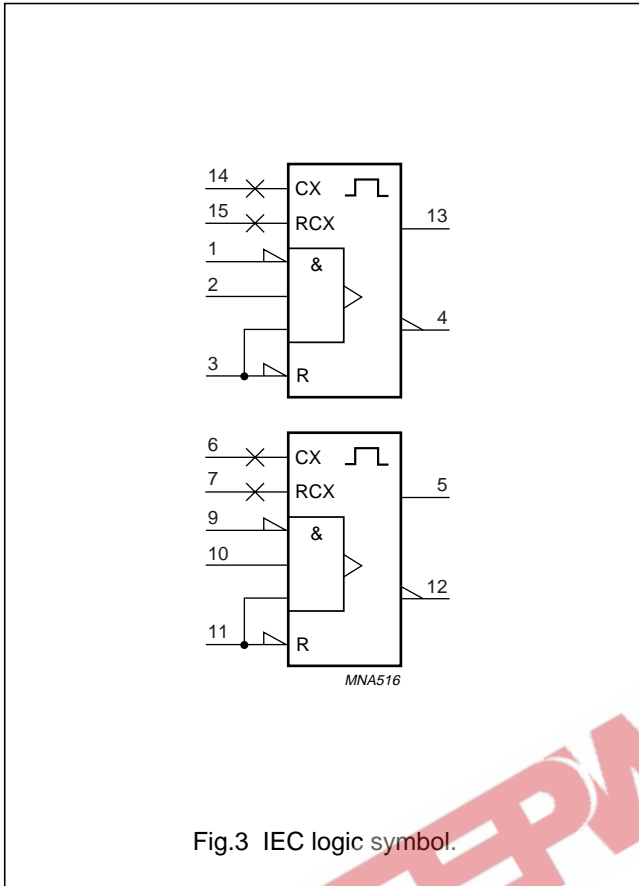 14 CX
15 RCX 13
1 &
2
4
3 R
6 CX
7 RCX 5
9 &
10
12
11 R
MNA516
Fig.3 IEC logic symbol.